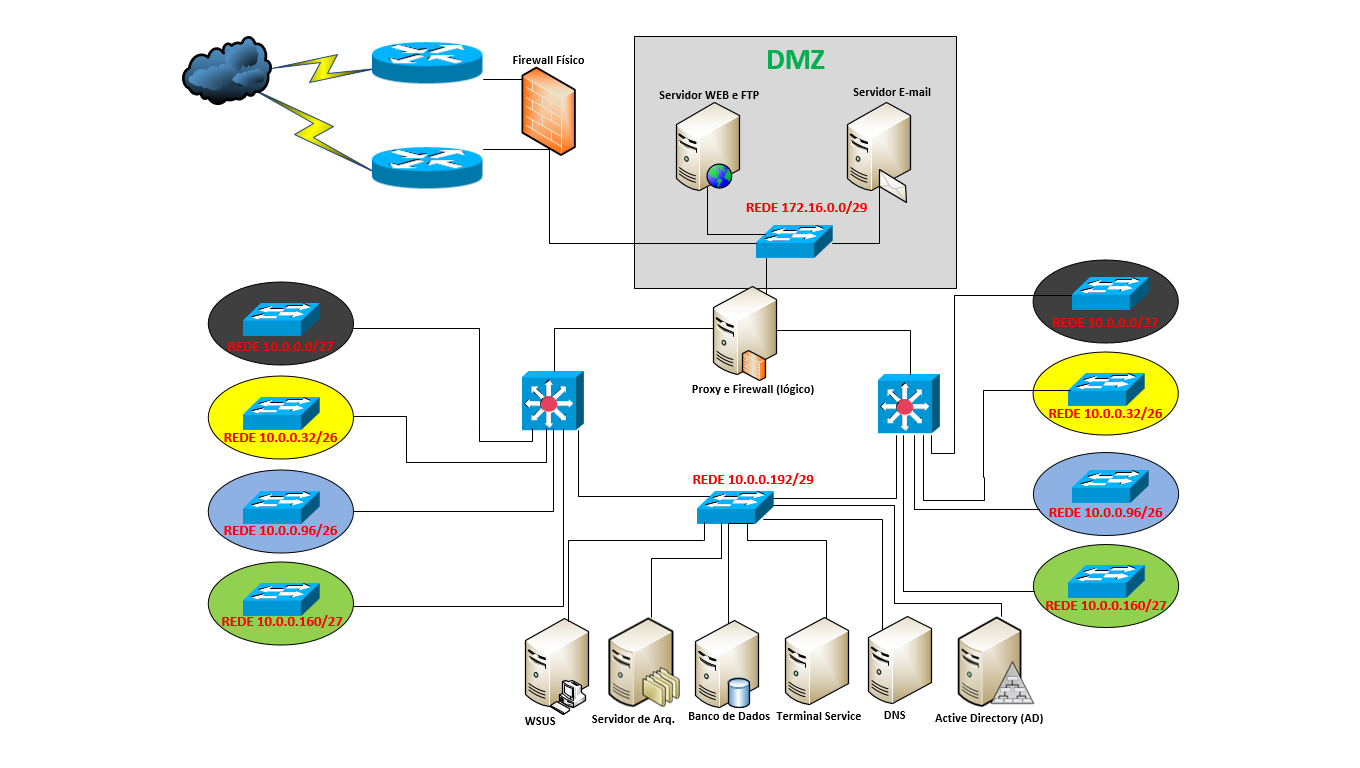 Firewall Físico
DMZ
Servidor WEB e FTP
Servidor E-mail
REDE 172.16.0.0/29
REDE 10.0.0.0/27
REDE 10.0.0.32/26
REDE 10.0.0.96/26
REDE 10.0.0.160/27
Proxy e Firewall (lógico)
REDE 10.0.0.0/27
REDE 10.0.0.32/26
REDE 10.0.0.96/26
REDE 10.0.0.160/27
REDE 10.0.0.192/29
WSUS
Servidor de Arq.
Banco de Dados
Terminal Service
DNS
Active Directory (AD)